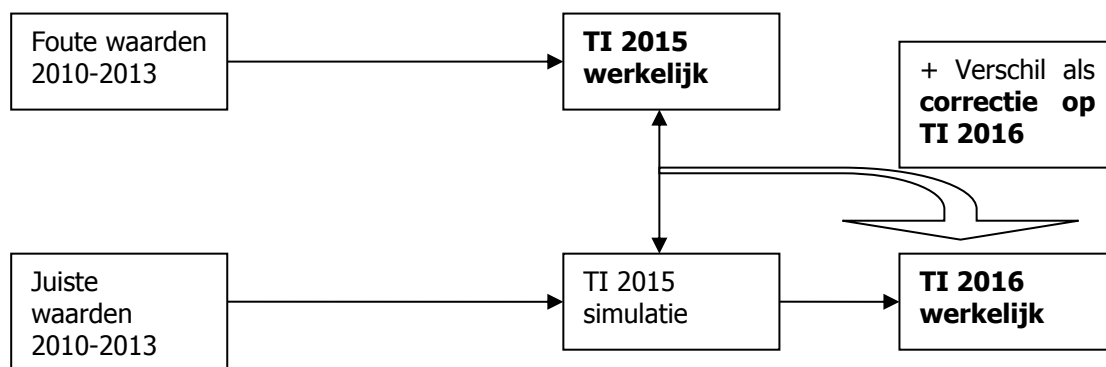 Foute waarden
2010-2013
TI 2015
werkelijk
+ Verschil als
correctie op
TI 2016
Juiste
waarden
2010-2013
TI 2015
simulatie
TI 2016
werkelijk